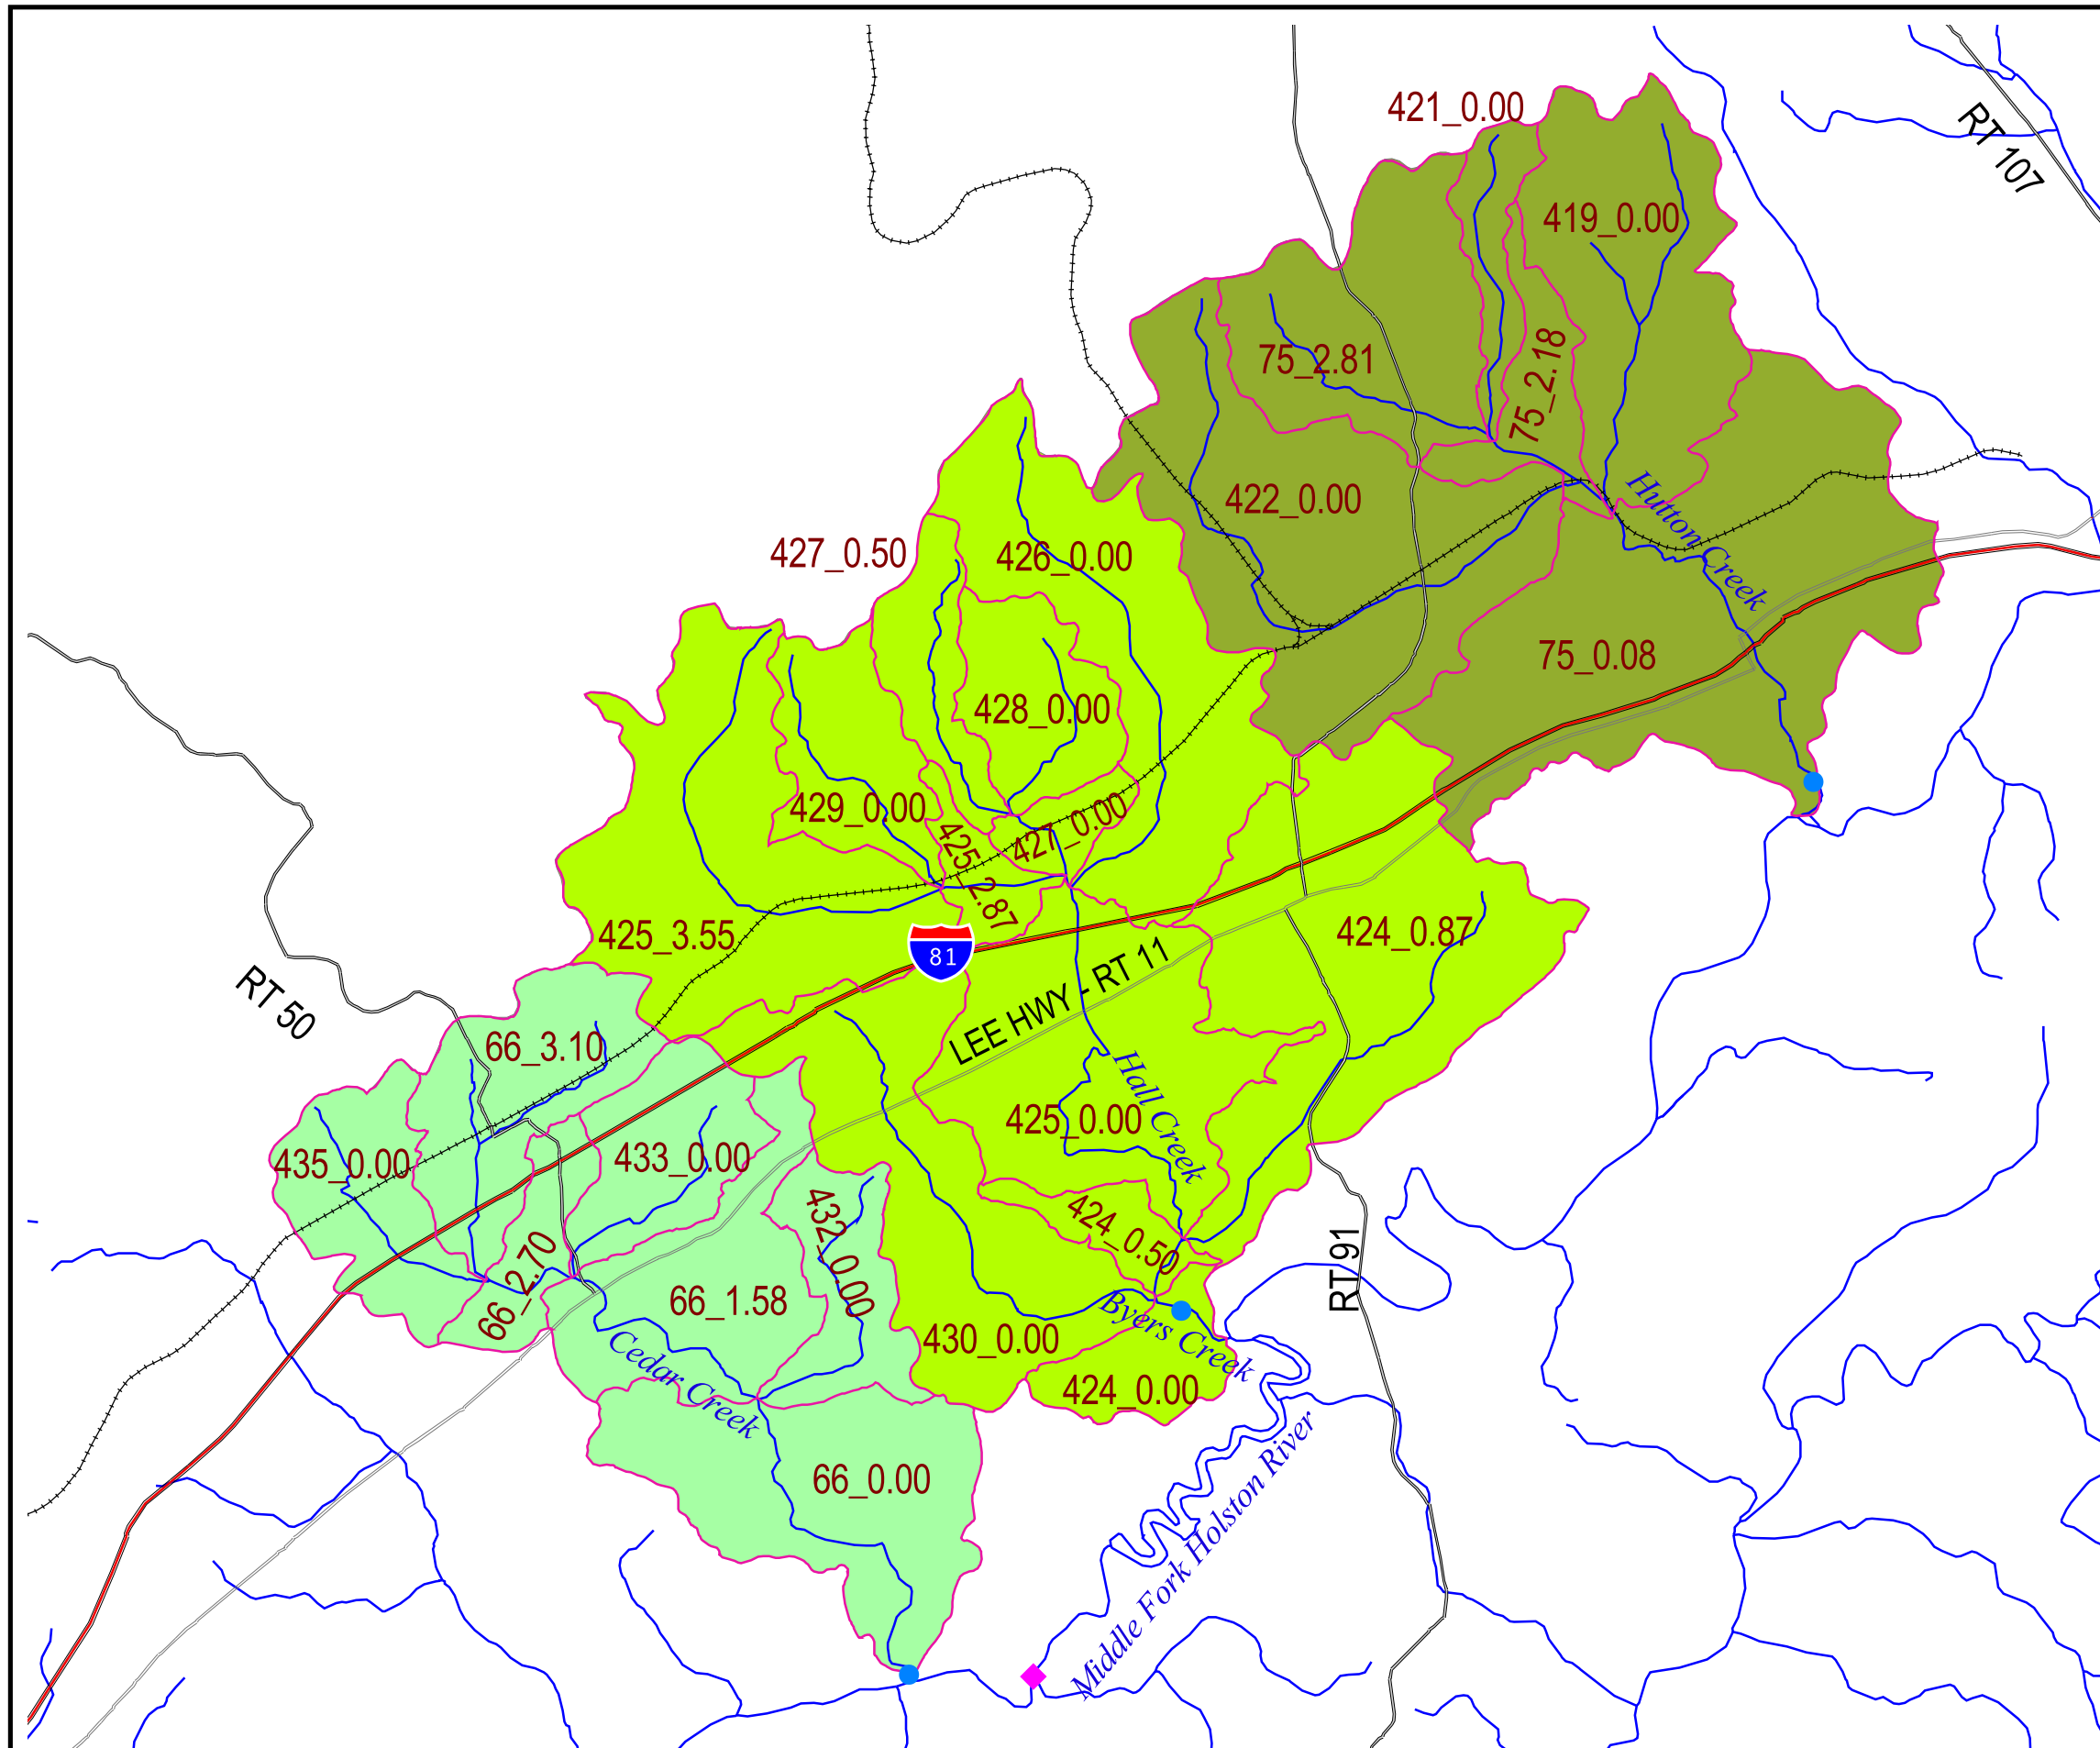 421_0.00
RT 107
419_0.00
75_2.81
75_2.18
422_0.00
Hutton Creek
427_0.50
426_0.00
75_0.08
428_0.00
429_0.00
427_0.00
425_2.87
425_3.55
81
424_0.87
LEE HWY - RT 11
RT 50
66_3.10
Hall Creek
425_0.00
435_0.00
433_0.00
432_0.00
424_0.50
66_2.70
66_1.58
RT 91
430_0.00
Byers Creek
Cedar Creek
424_0.00
66_0.00
Middle Fork Holston River